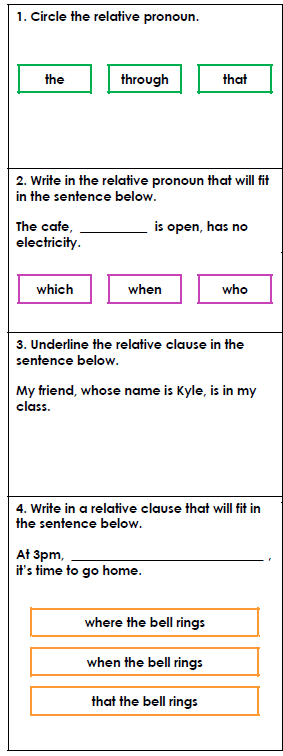 1. Circle the relative pronoun.
the through that
2. Write in the relative pronoun that will fit
in the sentence below.
The cafe, __________ is open, has no
electricity.
which when who
3. Underline the relative clause in the
sentence below.
My friend, whose name is Kyle, is in my
class.
4. Write in a relative clause that will fit in
the sentence below.
At 3pm, _____________________________ ,
it's time to go home.
where the bell rings
when the bell rings
that the bell rings